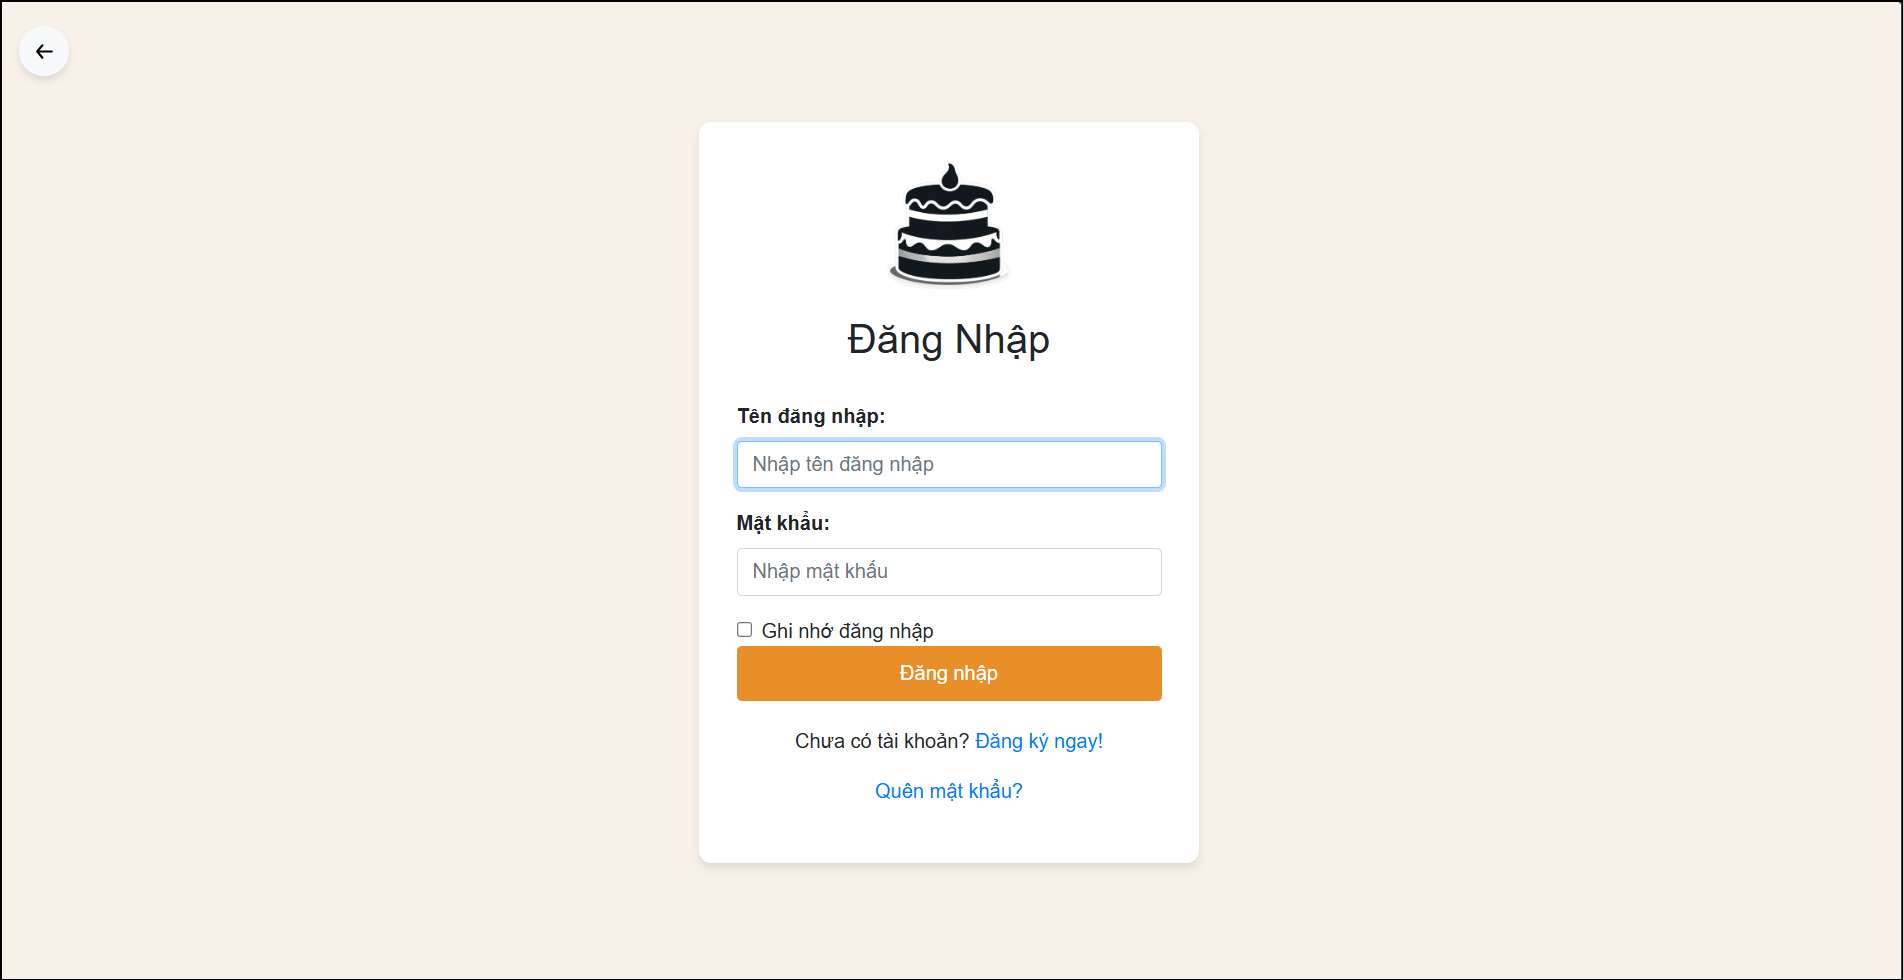 Đăng Nhập
Tên đăng nhập:
Nhập tên đăng nhập
Mật khẩu:
Nhập mật khẩu
Ghi nhớ đăng nhập
Đăng nhập
Chưa có tài khoản? Đăng ký ngay!
Quên mật khẩu?